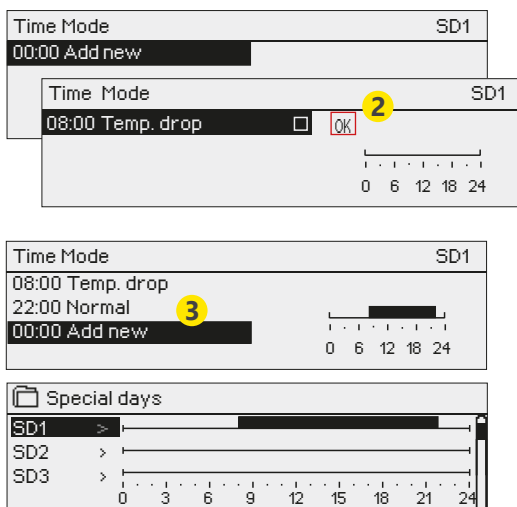 Time Mode SD1
00:00 Add new
Time Mode SD1
08:00 Temp. drop OK 2
0 6 12 18 24
Time Mode SD1
08:00 Temp. drop
22:00 Normal 3
00:00 Add new
0 6 12 18 24
Special days
SD1 >
SD2 >
SD3 >
0 3 6 9 12 15 18 21 24